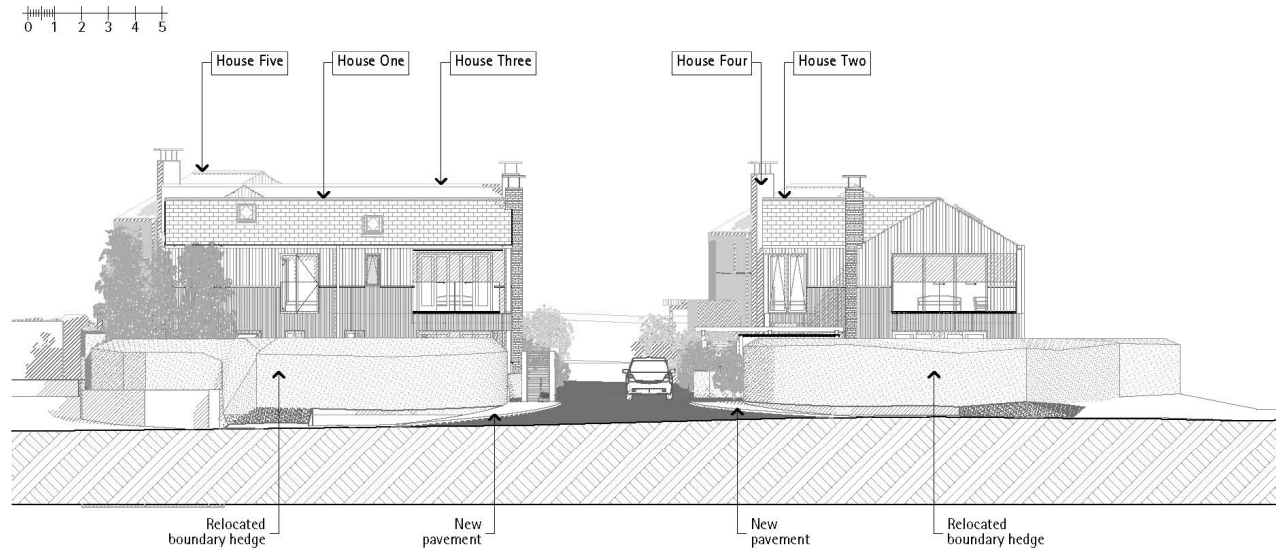 0 1 2 3 4 5
House Five
House One
House Three
House Four
House Two
Relocated
boundary hedge
New
pavement
New
pavement
Relocated
boundary hedge